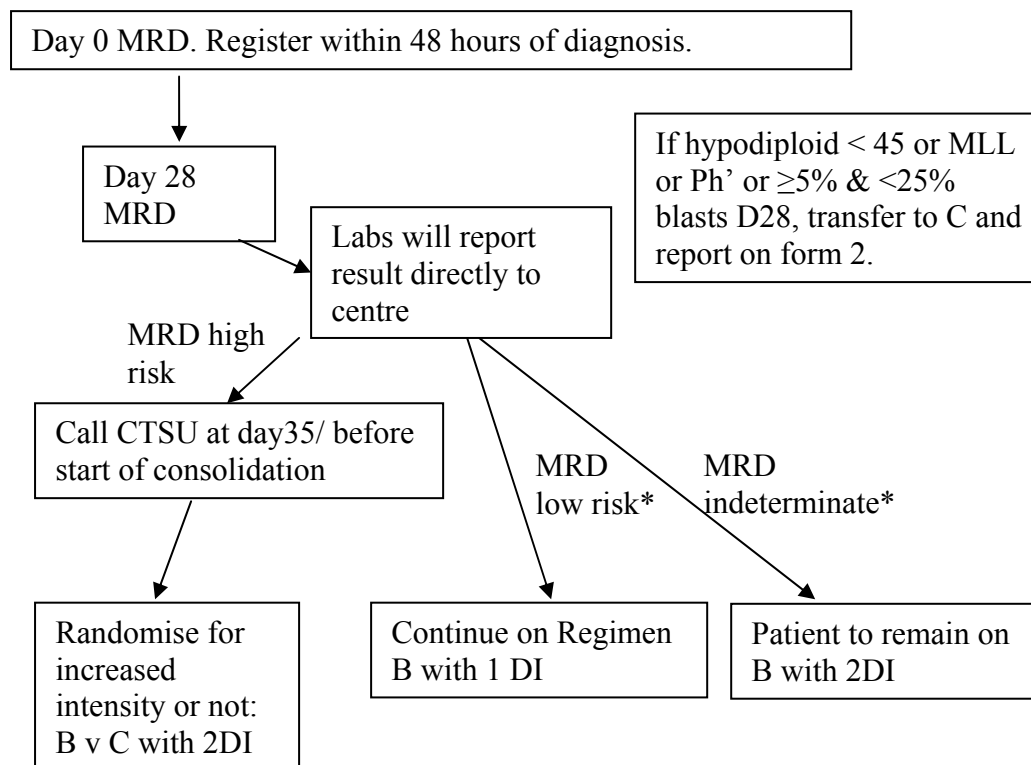 Day 0 MRD. Register within 48 hours of diagnosis.
If hypodiploid < 45 or MLL
or Ph’ or ≥5% & <25%
blasts D28, transfer to C and
report on form 2.
Day 28
MRD
Labs will report
result directly to
centre
MRD high
risk
Call CTSU at day35/ before
start of consolidation
MRD
low risk*
MRD
indeterminate*
Randomise for
increased
intensity or not:
B v C with 2DI
Continue on Regimen
B with 1 DI
Patient to remain on
B with 2DI